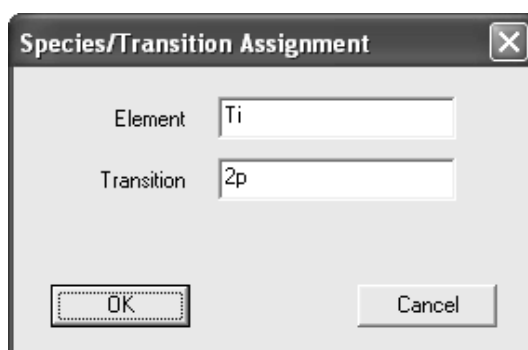 Species/Transition Assignment
Element Ti
Transition 2p
OK Cancel